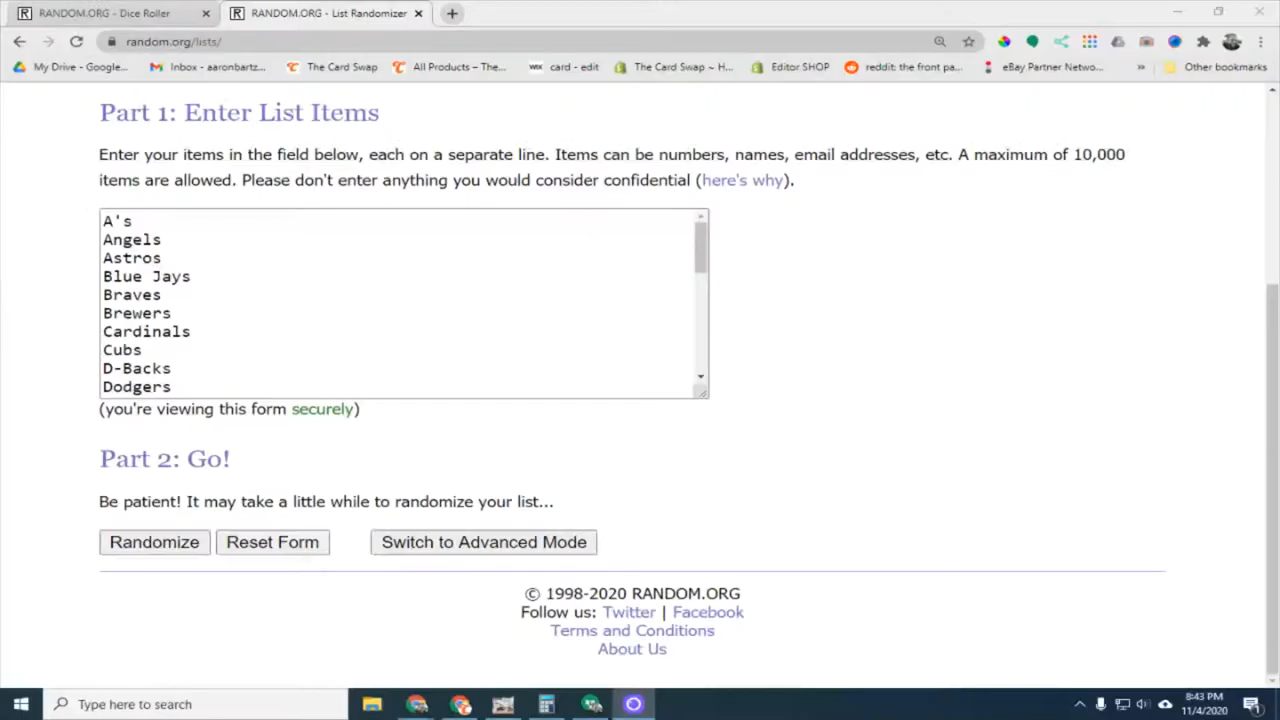 RANDOM.ORG - Dice Roller
RANDOM.ORG - List Randomizer
random.org/lists/
My Drive - Google...
Inbox - aaronbartz...
The Card Swap
All Products – The...
WIX card - edit
The Card Swap ~ H...
Editor SHOP
reddit: the front pa...
eBay Partner Netwo...
»
Other bookmarks
Part 1: Enter List Items
Enter your items in the field below, each on a separate line. Items can be numbers, names, email addresses, etc. A maximum of 10,000
items are allowed. Please don't enter anything you would consider confidential (here's why).
A's
Angels
Astros
Blue Jays
Braves
Brewers
Cardinals
Cubs
D-Backs
Dodgers
(you're viewing this form securely)
Part 2: Go!
Be patient! It may take a little while to randomize your list...
Randomize
Reset Form
Switch to Advanced Mode
© 1998-2020 RANDOM.ORG
Follow us: Twitter | Facebook
Terms and Conditions
About Us
Type here to search
8:43 PM
11/4/2020